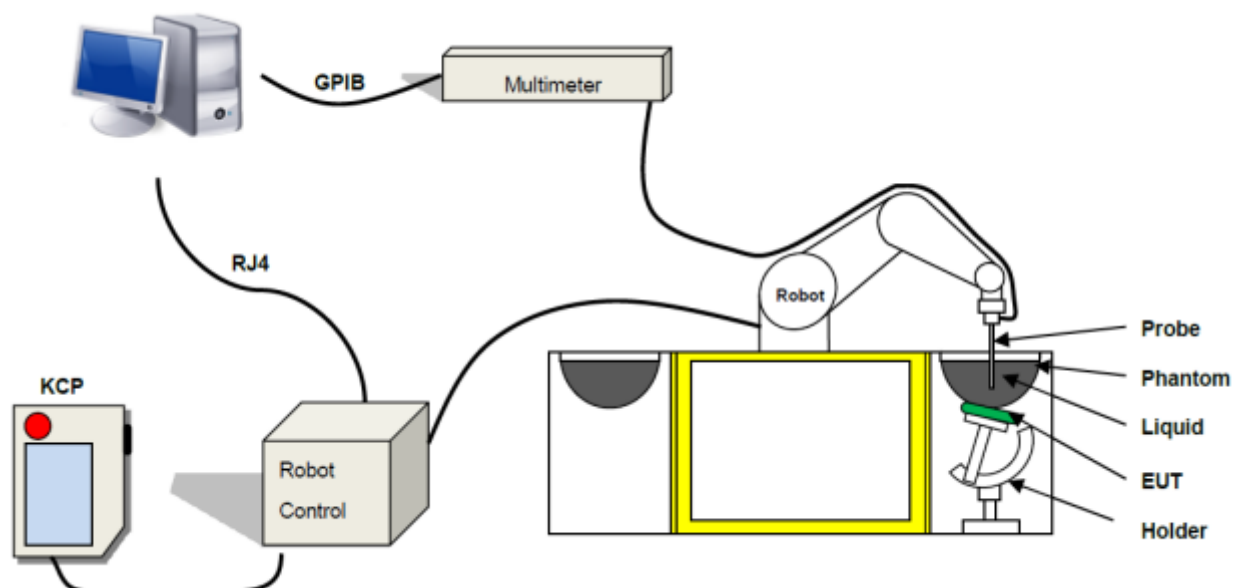 GPIB
Multimeter
RJ4
Robot
Probe
Phantom
KCP
Liquid
Robot
Control
EUT
Holder